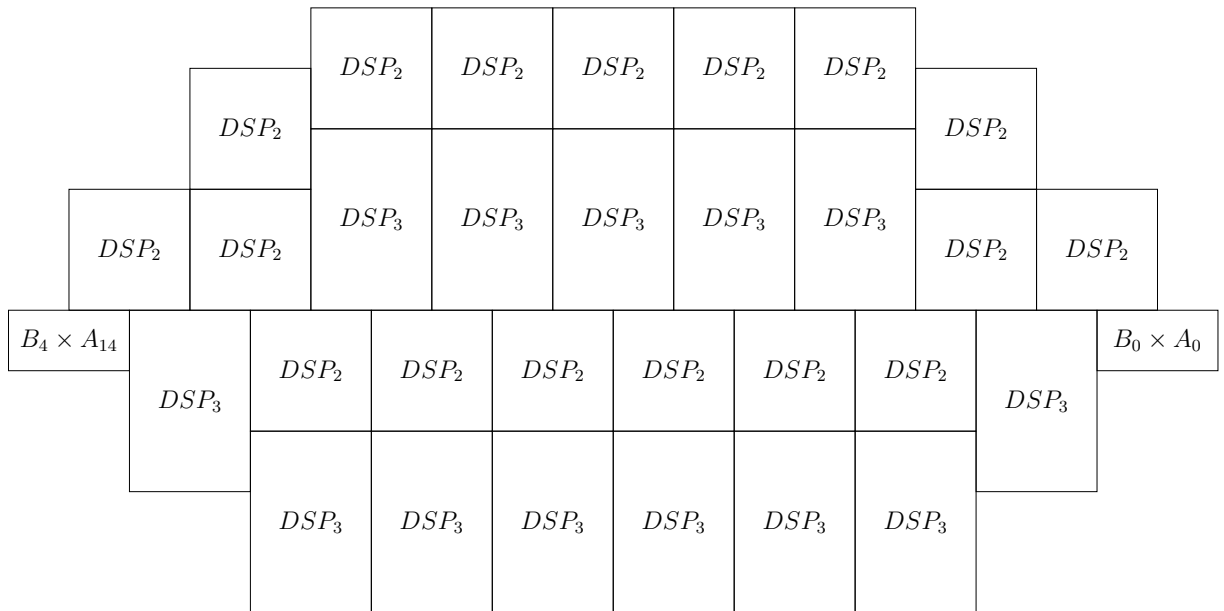 DSP₂ DSP₂ DSP₂ DSP₂ DSP₂
DSP₂ DSP₂
DSP₃ DSP₃ DSP₃ DSP₃ DSP₃
DSP₂ DSP₂ DSP₂ DSP₂
B₄ × A₁₄ B₀ × A₀
DSP₂ DSP₂ DSP₂ DSP₂ DSP₂ DSP₂
DSP₃ DSP₃
DSP₃ DSP₃ DSP₃ DSP₃ DSP₃ DSP₃